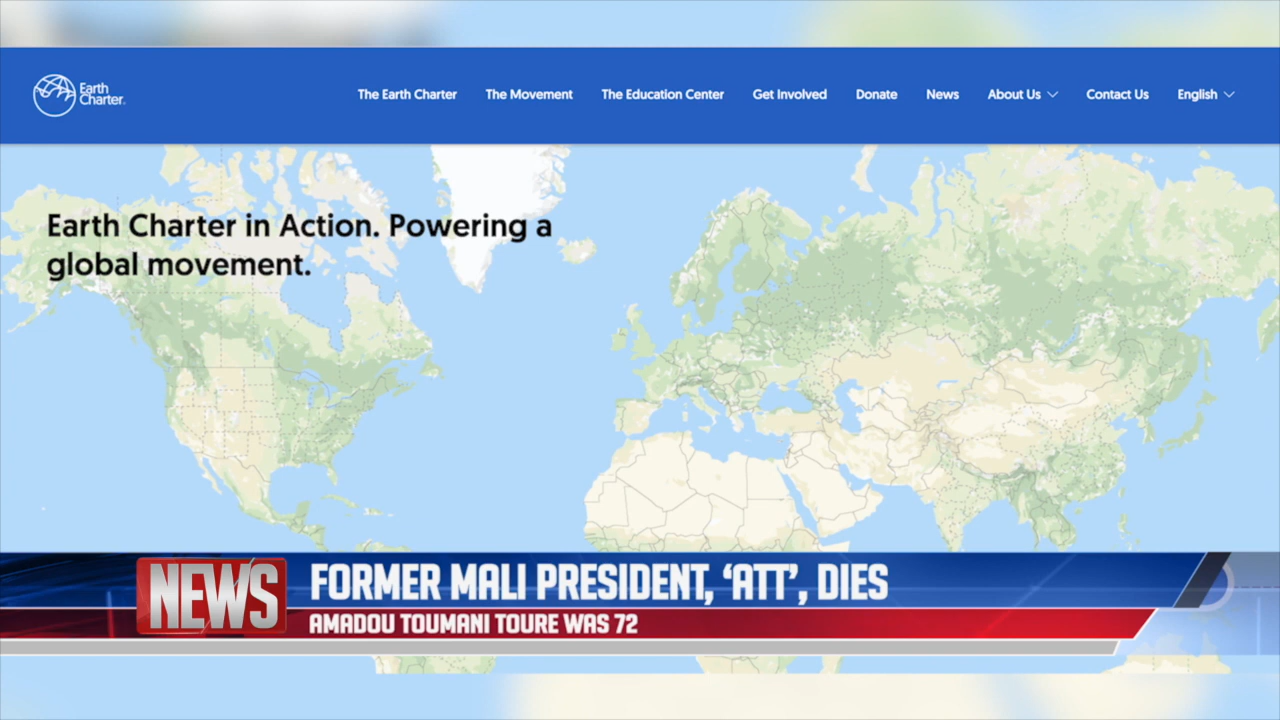 Earth
Charter.
The Earth Charter
The Movement
The Education Center
Get Involved
Donate
News
About Us
Contact Us
English
Earth Charter in Action. Powering a
global movement.
NEWS
FORMER MALI PRESIDENT, ‘ATT’, DIES
AMADOU TOUMANI TOURE WAS 72